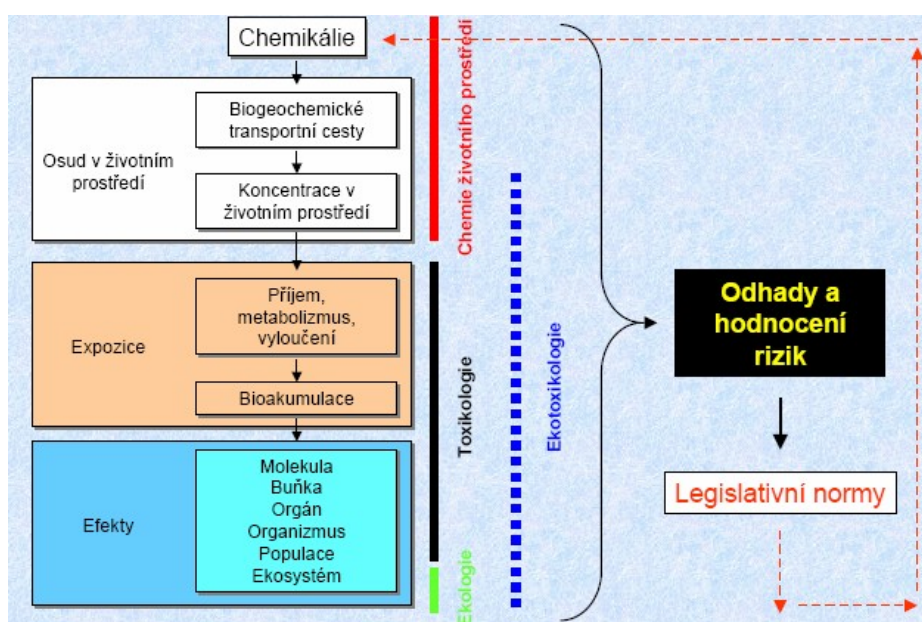 Chemikálie
Osud v životním
prostředí
Biogeochemické
transportní cesty
Koncentrace v
životním prostředí
Expozice
Příjem,
metabolizmus,
vyloučení
Bioakumulace
Efekty
Molekula
Buňka
Orgán
Organizmus
Populace
Ekosystém
Chemie životního prostředí
Toxikologie
Ekologie
Ekotoxikologie
Odhady a
hodnocení
rizik
Legislativní normy